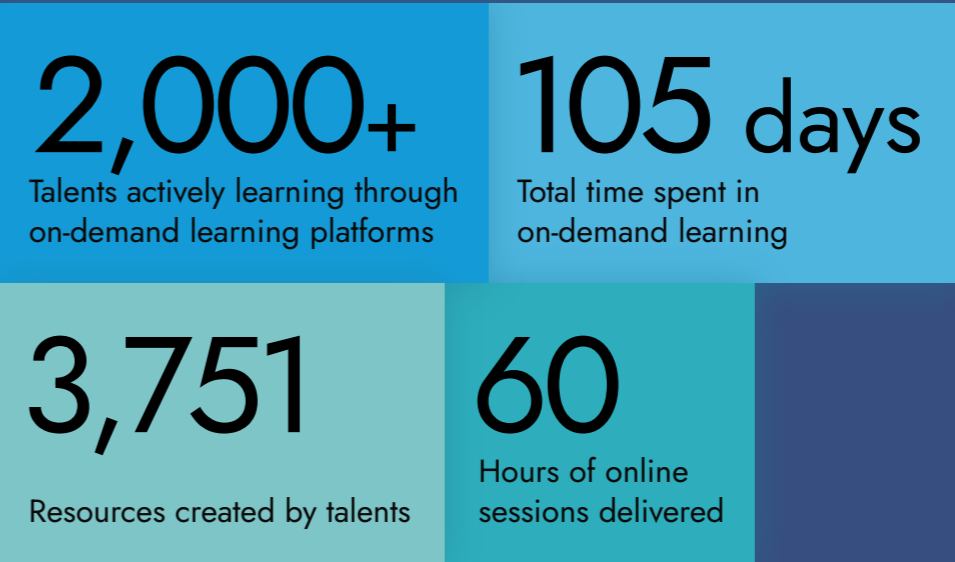 2,000+
Talents actively learning through
on-demand learning platforms
105 days
Total time spent in
on-demand learning
3,751
Resources created by talents
60
Hours of online
sessions delivered